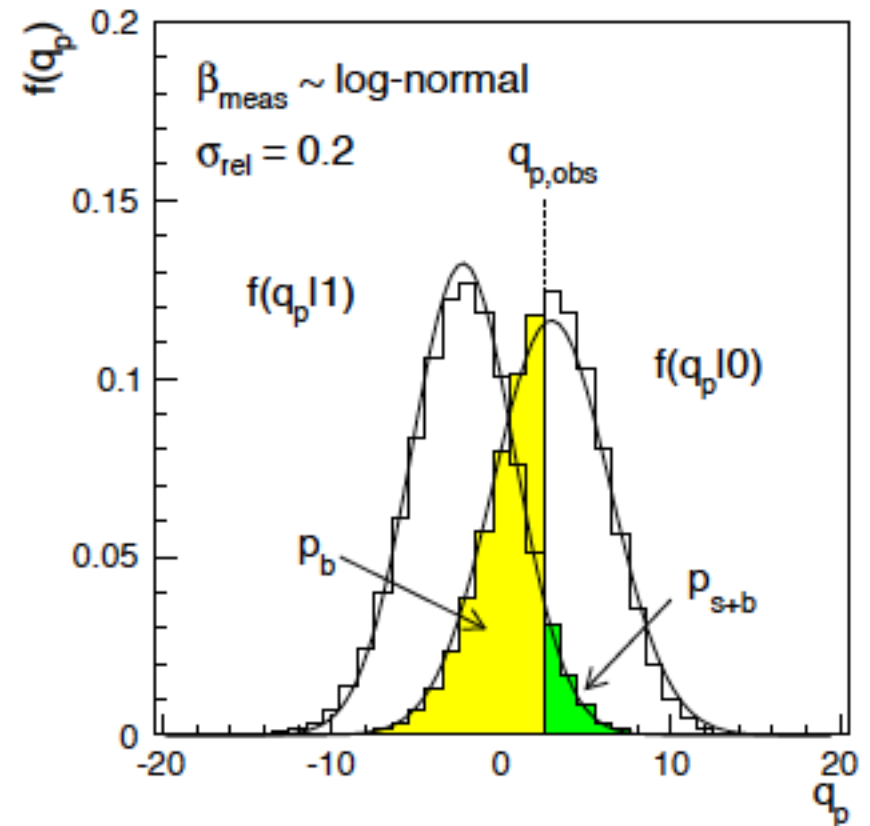 f(q_p)
0.2
0.15
0.1
0.05
0
β_meas ~ log-normal
σ_rel = 0.2
q_p,obs
f(q_p|1)
f(q_p|0)
p_b
p_s+b
-20 -10 0 10 20
q_p